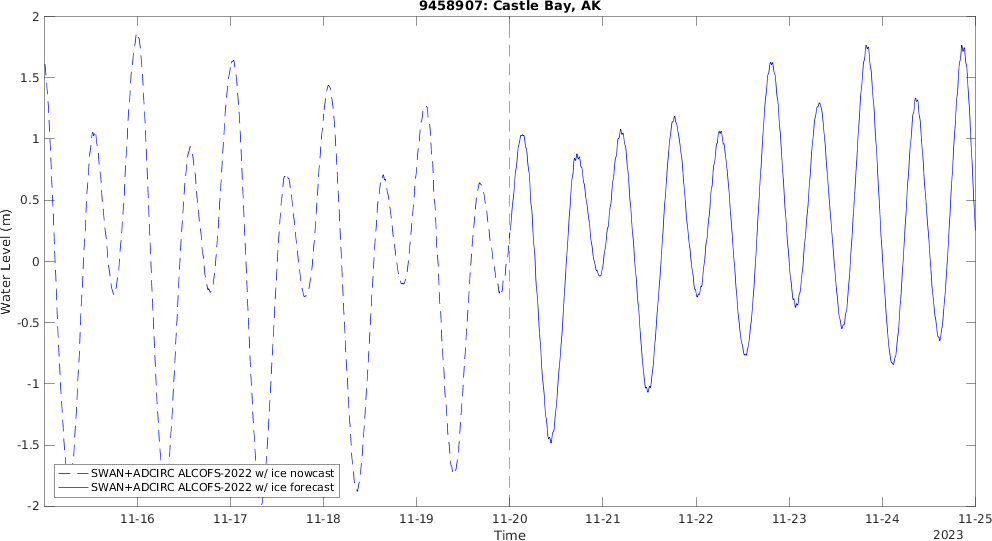 9458907: Castle Bay, AK
Water Level (m)
2
1.5
1
0.5
0
-0.5
-1
-1.5
-2
SWAN+ADCIRC ALCOFS-2022 w/ ice nowcast
SWAN+ADCIRC ALCOFS-2022 w/ ice forecast
11-16 11-17 11-18 11-19 11-20 11-21 11-22 11-23 11-24 11-25
Time
2023